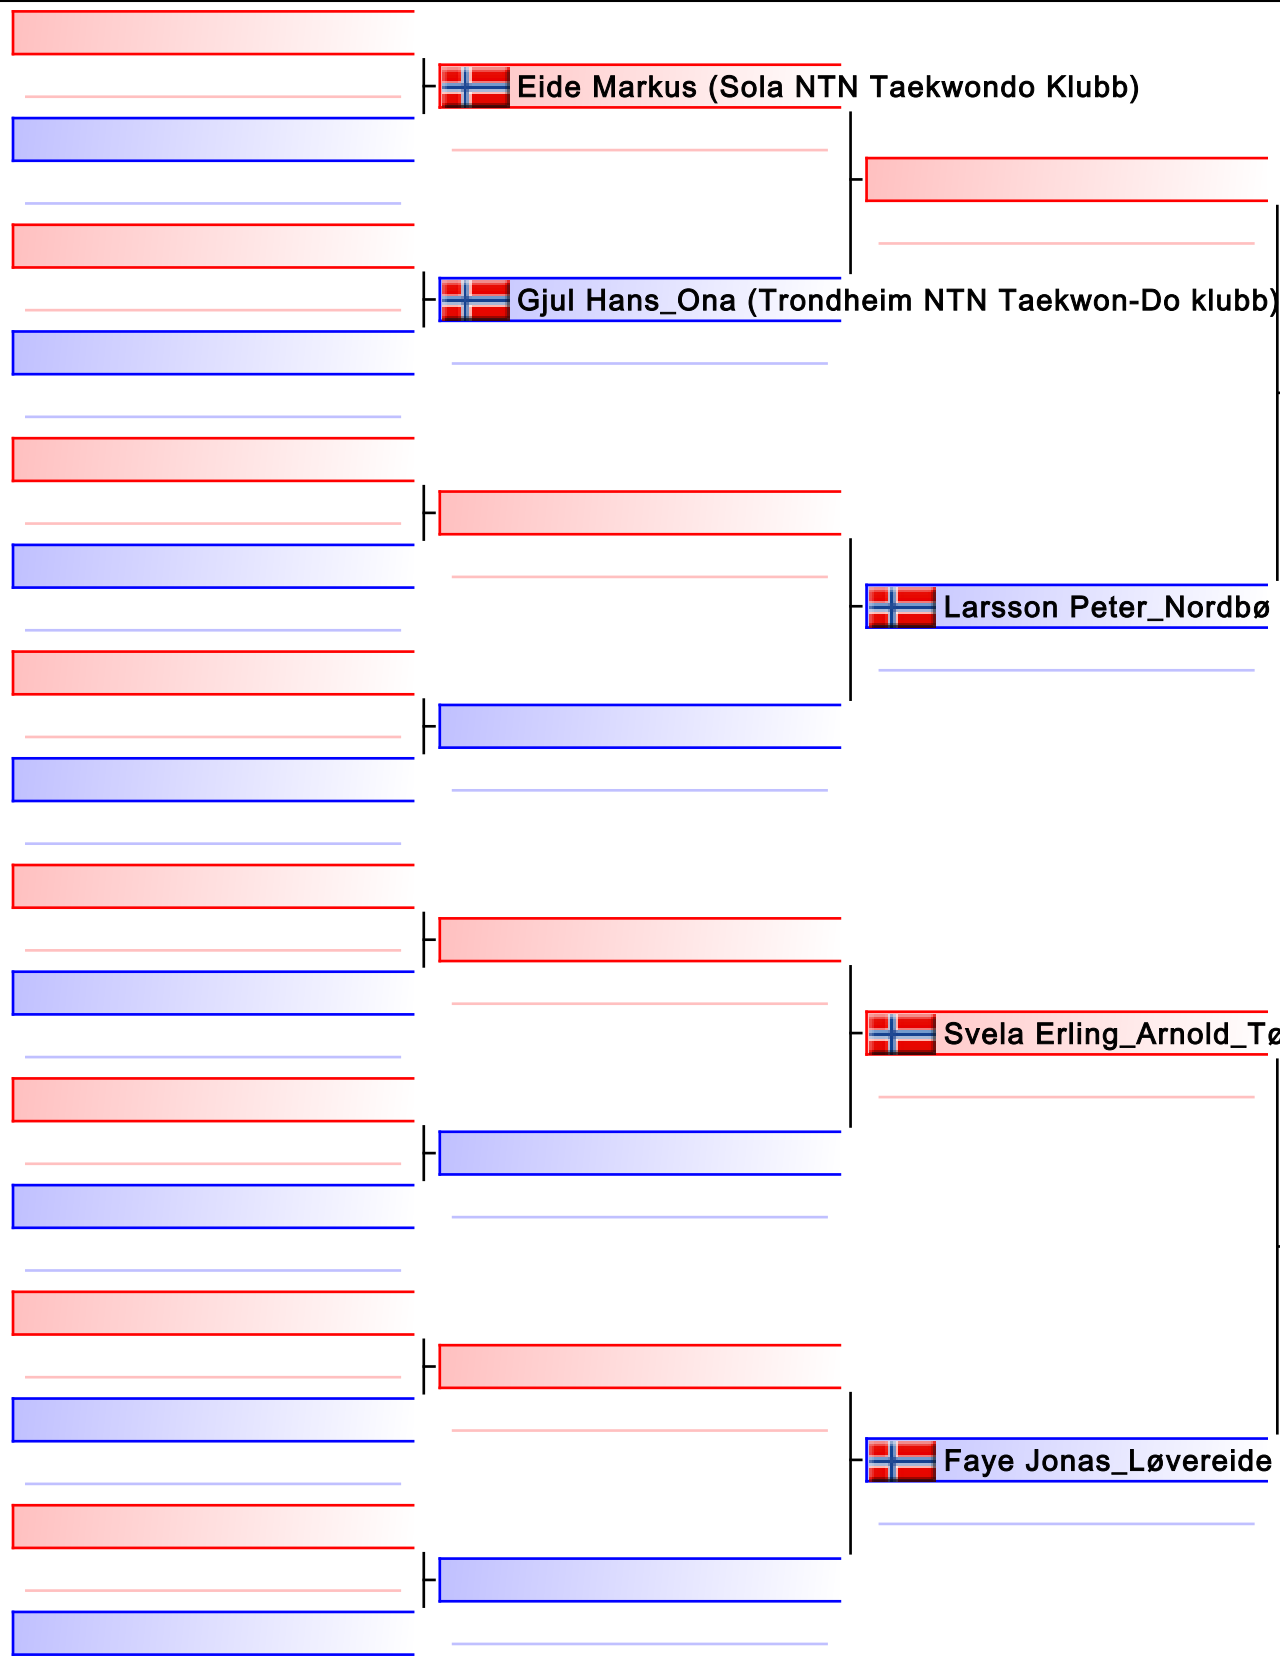 Eide Markus (Sola NTN Taekwondo Klubb)
Gjul Hans_Ona (Trondheim NTN Taekwon-Do klubb)
Larsson Peter_Nordbø
Svela Erling_Arnold_Tø
Faye Jonas_Løvereide